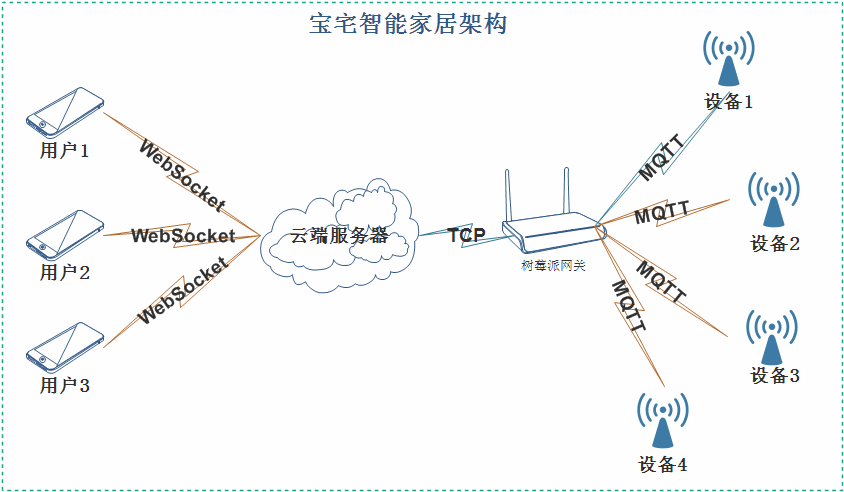 宝宅智能家居架构
设备1
用户1
WebSocket
MQTT
云端服务器
TCP
树莓派网关
MQTT
设备2
用户2
WebSocket
MQTT
设备3
用户3
WebSocket
MQTT
设备4